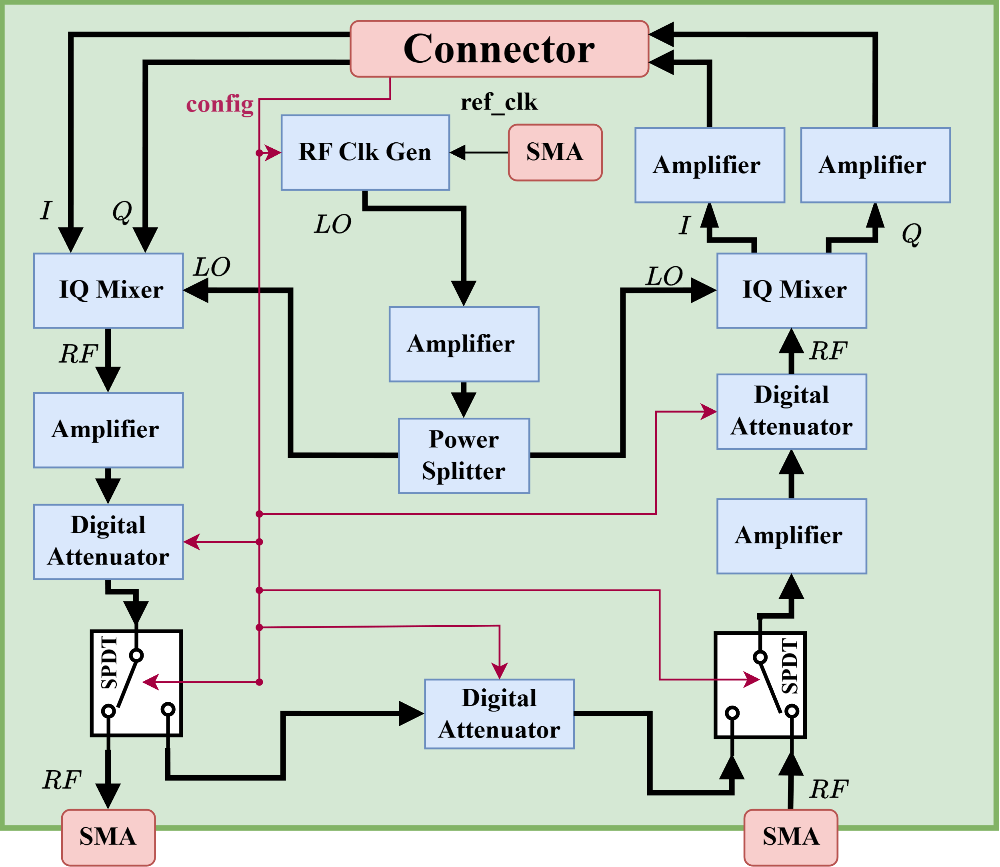 Connector
config
ref_clk
RF Clk Gen
SMA
Amplifier
Amplifier
I
Q
LO
I
Q
IQ Mixer
LO
LO
IQ Mixer
RF
Amplifier
RF
Amplifier
Power
Splitter
Digital
Attenuator
Digital
Attenuator
Amplifier
SPDT
SPDT
Digital
Attenuator
RF
RF
SMA
SMA